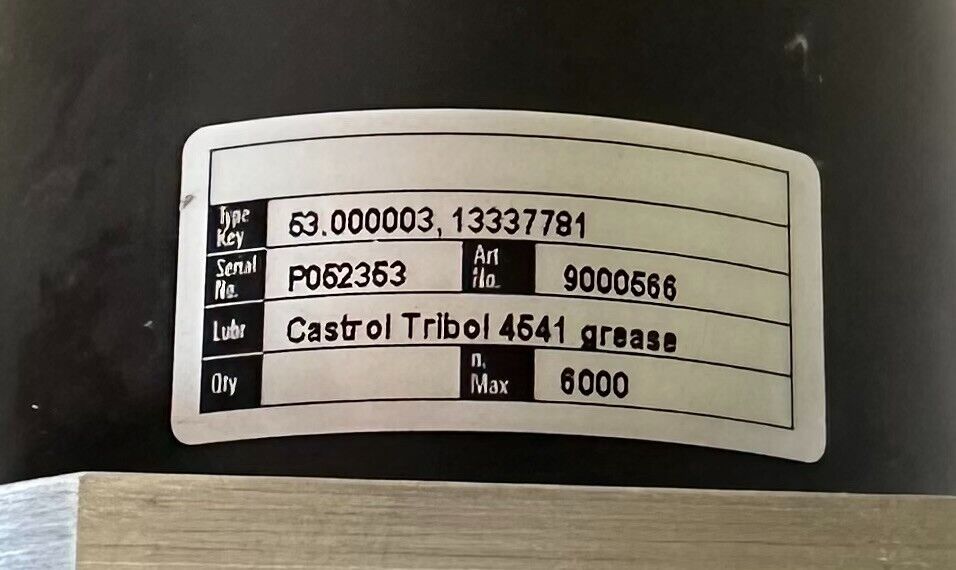 Type Key 53.000003, 13337781
Serial No. P052353 Art No. 9000566
Lubr Castrol Tribol 4541 grease
Qty n. Max 6000